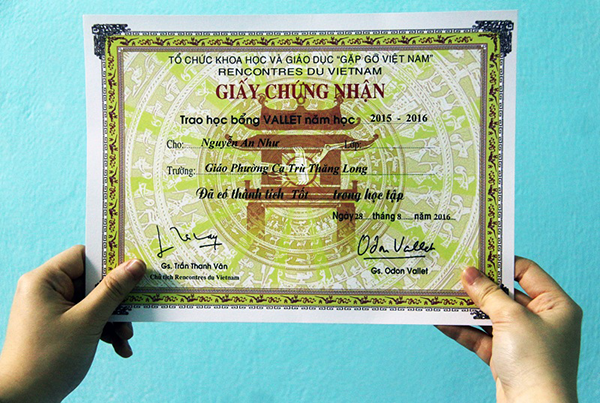 TỔ CHỨC KHOA HỌC VÀ GIÁO DỤC "GẶP GỠ VIỆT NAM"
RENCONTRES DU VIETNAM
GIẤY CHỨNG NHẬN
Trao học bổng VALLET năm học 2015 - 2016
Cho: Nguyễn An Như Lớp:
Trường: Giáo Phường Ca Trù Thăng Long
Đã có thành tích Tốt trong học tập
Ngày 28 tháng 8 năm 2016
Odon Vallet
Gs. Trần Thanh Vân Gs. Odon Vallet
Chủ tịch Rencontres du Vietnam